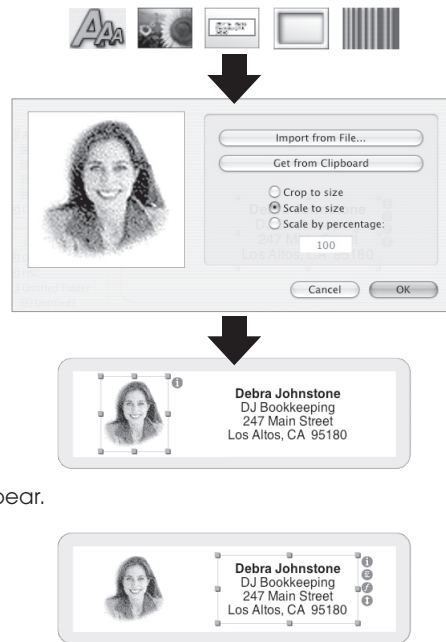 AAA
Import from File...
Get from Clipboard
Crop to size
Scale to size
Scale by percentage:
100
Cancel
OK
Debra Johnstone
DJ Bookkeeping
247 Main Street
Los Altos, CA 95180
pear.
Debra Johnstone
DJ Bookkeeping
247 Main Street
Los Altos, CA 95180